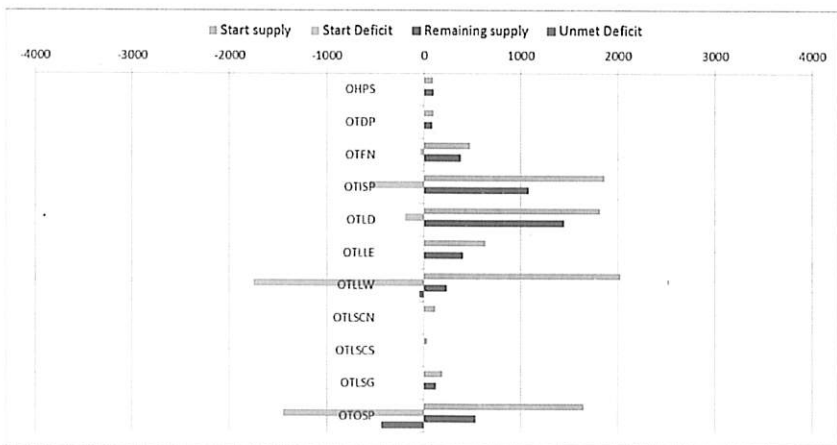 Start supply Start Deficit Remaining supply Unmet Deficit
-4000 -3000 -2000 -1000 0 1000 2000 3000 4000
OHPS
OTDP
OTFN
OTISP
OTLD
OTLLE
OTLLW
OTLSCN
OTLSCS
OTLSG
OTOSP